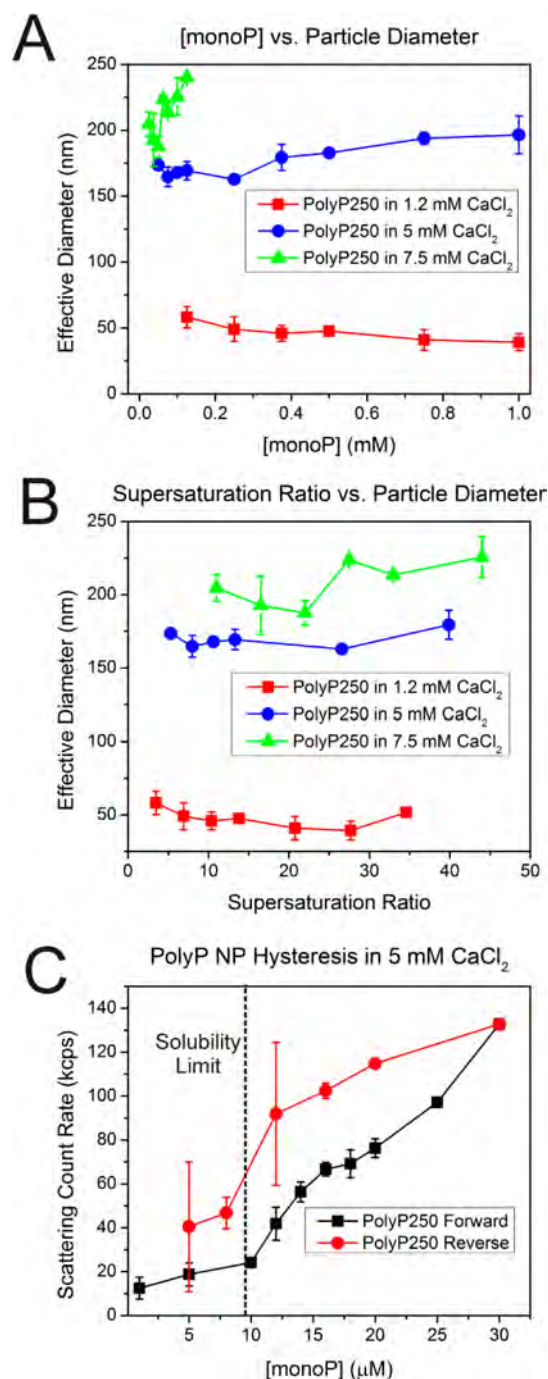 A
[monoP] vs. Particle Diameter
250
200
150
100
50
0
Effective Diameter (nm)
PolyP250 in 1.2 mM CaCl₂
PolyP250 in 5 mM CaCl₂
PolyP250 in 7.5 mM CaCl₂
0.0 0.2 0.4 0.6 0.8 1.0
[monoP] (mM)
B
Supersaturation Ratio vs. Particle Diameter
250
200
150
100
50
Effective Diameter (nm)
PolyP250 in 1.2 mM CaCl₂
PolyP250 in 5 mM CaCl₂
PolyP250 in 7.5 mM CaCl₂
0 10 20 30 40 50
Supersaturation Ratio
C
PolyP NP Hysteresis in 5 mM CaCl₂
140
120
100
80
60
40
20
0
Scattering Count Rate (kcps)
Solubility
Limit
PolyP250 Forward
PolyP250 Reverse
5 10 15 20 25 30
[monoP] (μM)